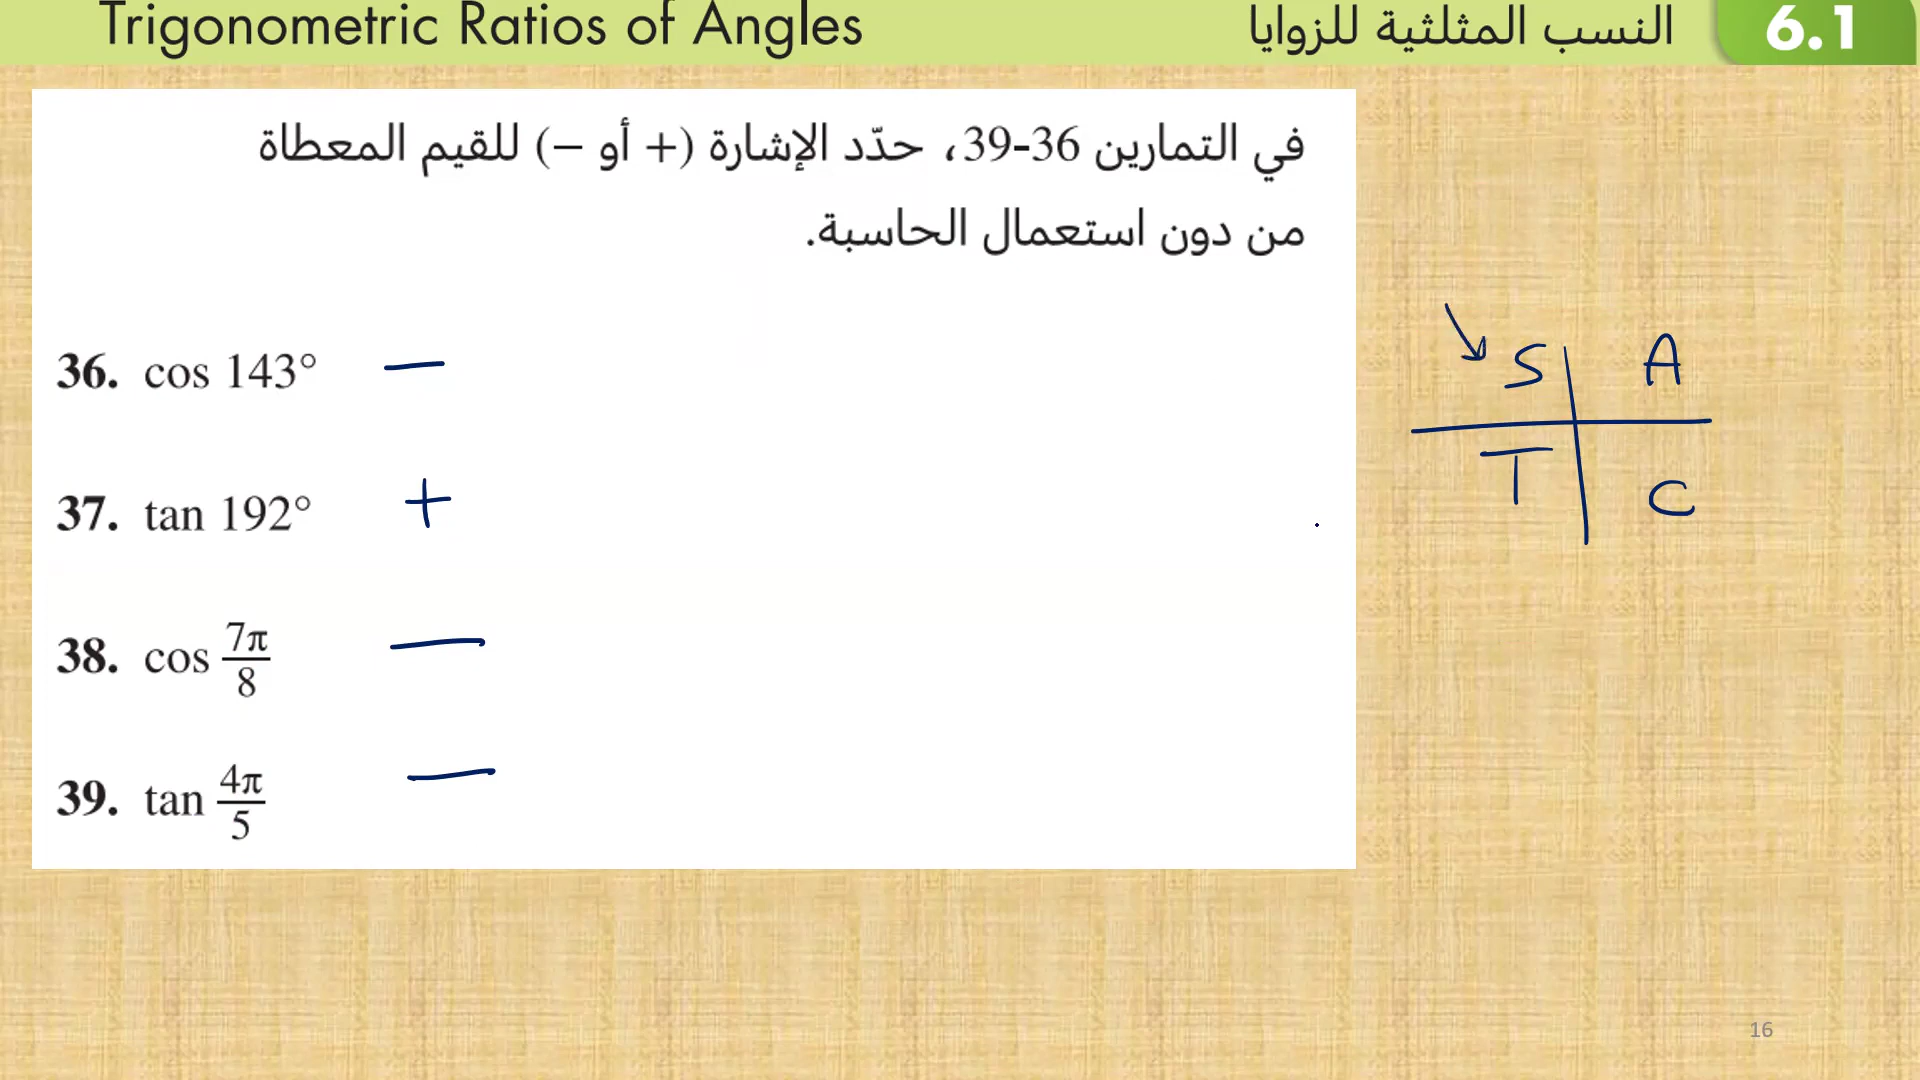 Trigonometric Ratios of Angles
النسب المثلثية للزوايا
6.1
في التمارين 36-39، حدّد الإشارة (+ أو −) للقيم المعطاة
من دون استعمال الحاسبة.
36. cos 143° −
37. tan 192° +
38. cos 7π/8 −
39. tan 4π/5 −
S A
T C
16